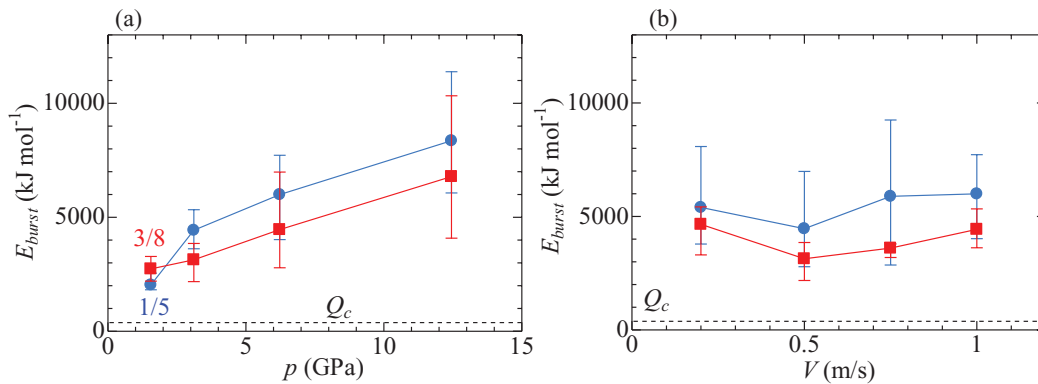 (a)
10000
5000
0
E_burst (kJ mol⁻¹)
3/8
1/5
Q_c
0
5
10
15
p (GPa)
(b)
10000
5000
0
E_burst (kJ mol⁻¹)
Q_c
0
0.5
1
V (m/s)